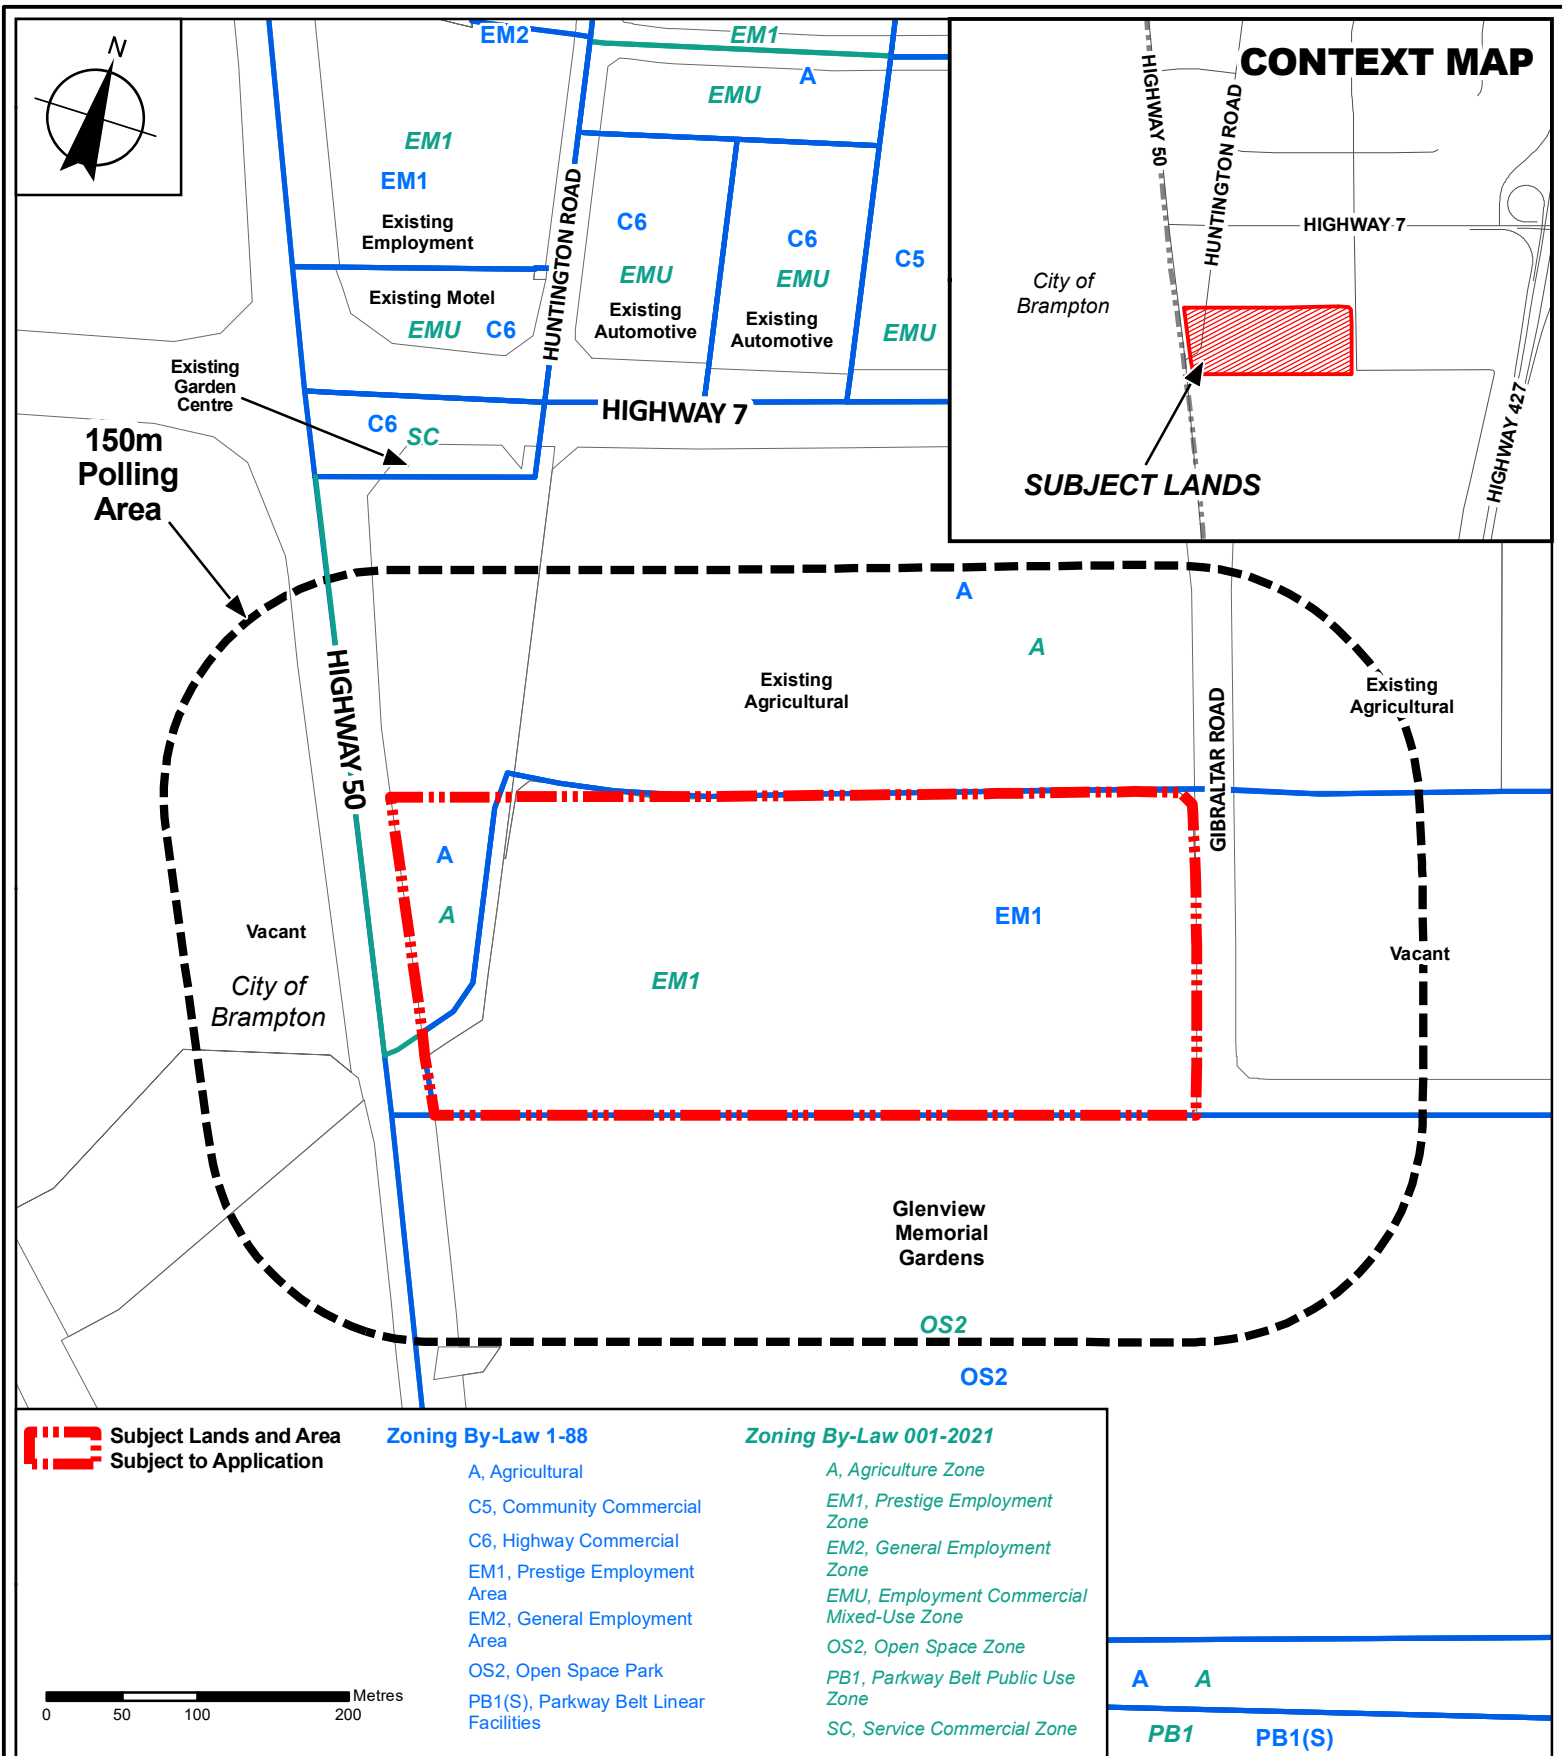 N
EM2
EM1
A
EMU
EM1
EM1
Existing
Employment
HUNTINGTON ROAD
C6
EMU
Existing
Automotive
C6
EMU
Existing
Automotive
C5
EMU
Existing Motel
EMU C6
Existing
Garden
Centre
C6 SC
HIGHWAY 7
150m
Polling
Area
CONTEXT MAP
HIGHWAY 50
HUNTINGTON ROAD
HIGHWAY 7
City of
Brampton
SUBJECT LANDS
HIGHWAY 427
A
A
Existing
Agricultural
Existing
Agricultural
HIGHWAY 50
GIBRALTAR ROAD
A
A
EM1
EM1
Vacant
City of
Brampton
Vacant
Glenview
Memorial
Gardens
OS2
OS2
Subject Lands and Area
Subject to Application
Zoning By-Law 1-88
A, Agricultural
C5, Community Commercial
C6, Highway Commercial
EM1, Prestige Employment
Area
EM2, General Employment
Area
OS2, Open Space Park
PB1(S), Parkway Belt Linear
Facilities
Zoning By-Law 001-2021
A, Agriculture Zone
EM1, Prestige Employment
Zone
EM2, General Employment
Zone
EMU, Employment Commercial
Mixed-Use Zone
OS2, Open Space Zone
PB1, Parkway Belt Public Use
Zone
SC, Service Commercial Zone
Metres
0 50 100 200
A A
PB1 PB1(S)